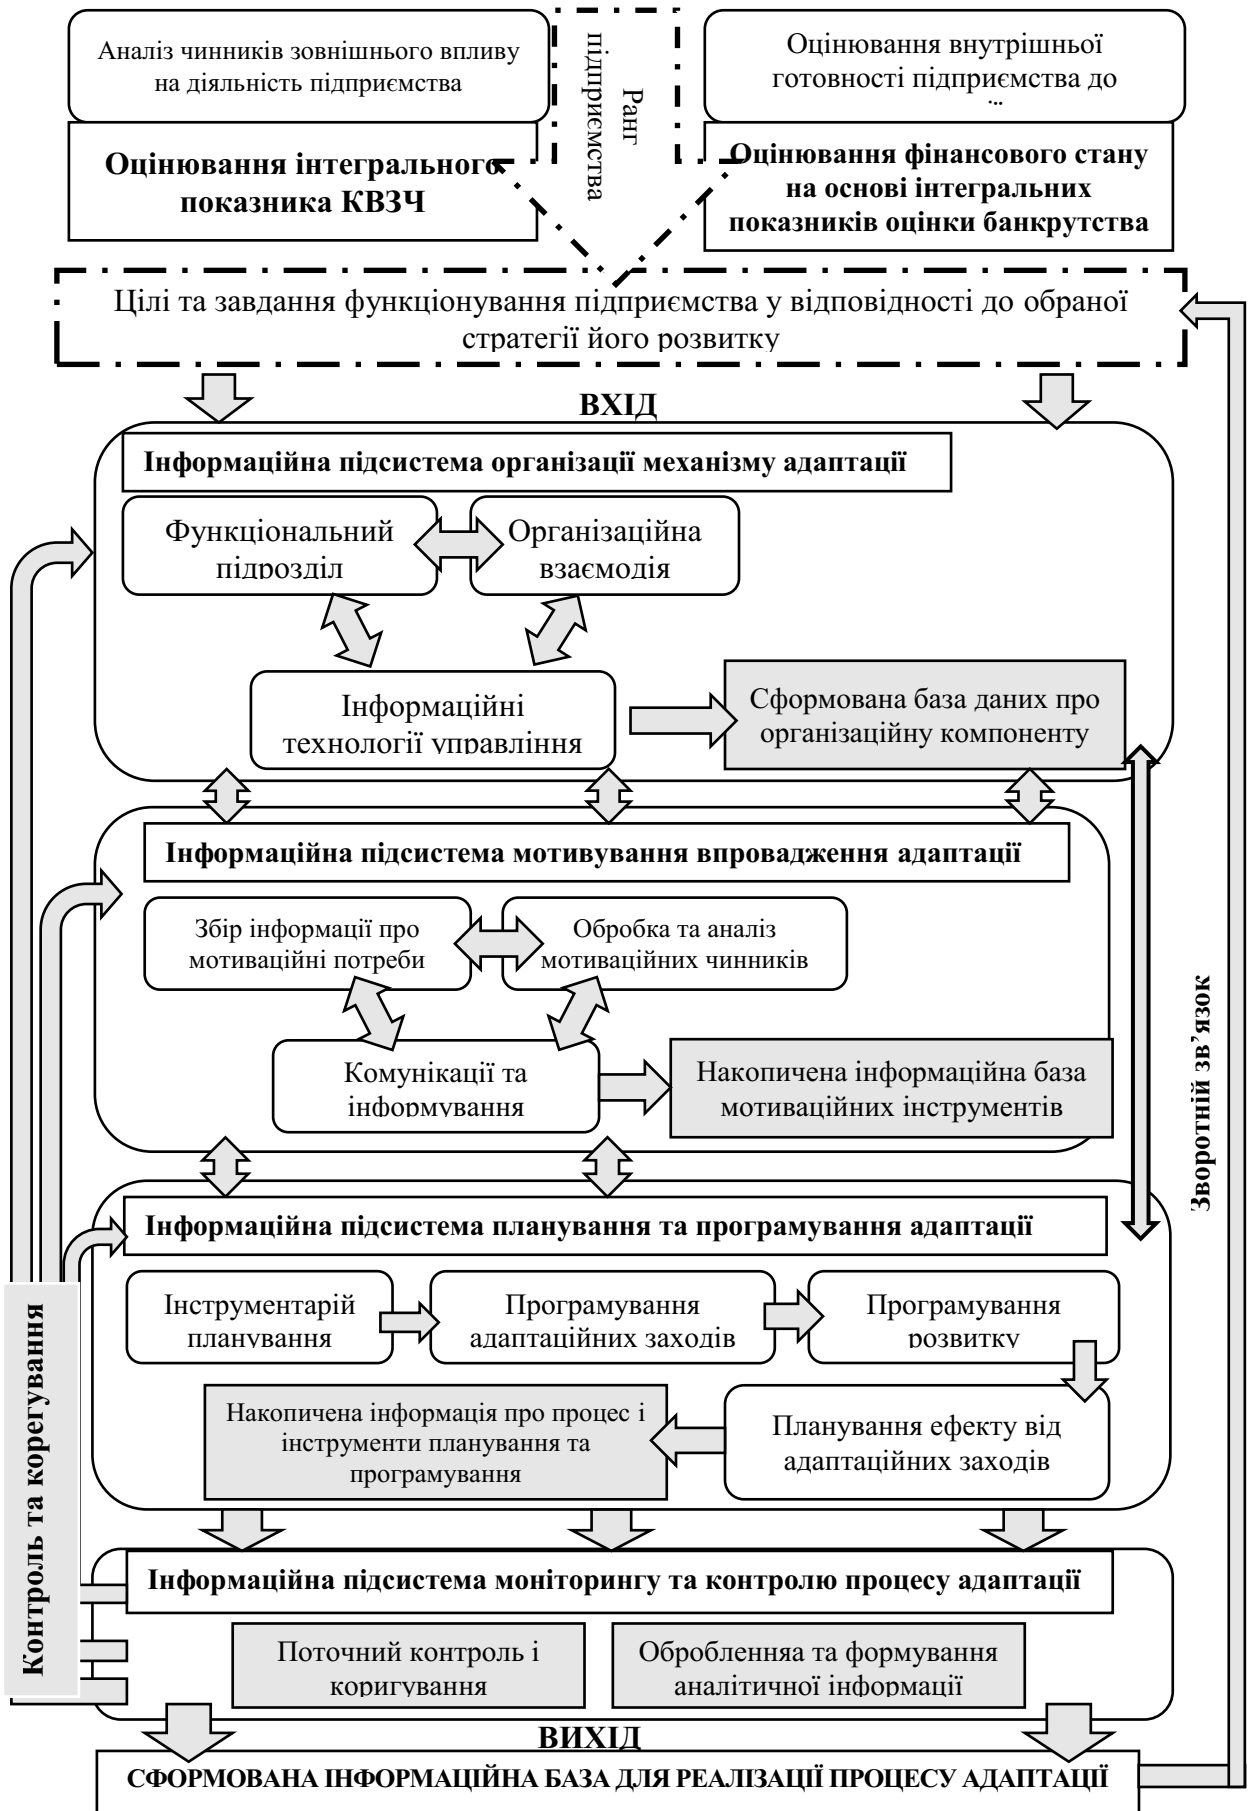 Аналіз чинників зовнішнього впливу
на діяльність підприємства
Ранг
підприємства
Оцінювання внутрішньої
готовності підприємства до
Оцінювання інтегрального
показника КВЗЧ
Оцінювання фінансового стану
на основі інтегральних
показників оцінки банкрутства
Цілі та завдання функціонування підприємства у відповідності до обраної
стратегії його розвитку
ВХІД
Інформаційна підсистема організації механізму адаптації
Функціональний
підрозділ
Організаційна
взаємодія
Інформаційні
технології управління
Сформована база даних про
організаційну компоненту
Інформаційна підсистема мотивування впровадження адаптації
Збір інформації про
мотиваційні потреби
Обробка та аналіз
мотиваційних чинників
Комунікації та
інформування
Накопичена інформаційна база
мотиваційних інструментів
Зворотній зв’язок
Інформаційна підсистема планування та програмування адаптації
Інструментарій
планування
Програмування
адаптаційних заходів
Програмування
розвитку
Накопичена інформація про процес і
інструменти планування та
програмування
Планування ефекту від
адаптаційних заходів
Контроль та корегування
Інформаційна підсистема моніторингу та контролю процесу адаптації
Поточний контроль і
коригування
Обробленняа та формування
аналітичної інформації
ВИХІД
СФОРМОВАНА ІНФОРМАЦІЙНА БАЗА ДЛЯ РЕАЛІЗАЦІЇ ПРОЦЕСУ АДАПТАЦІЇ